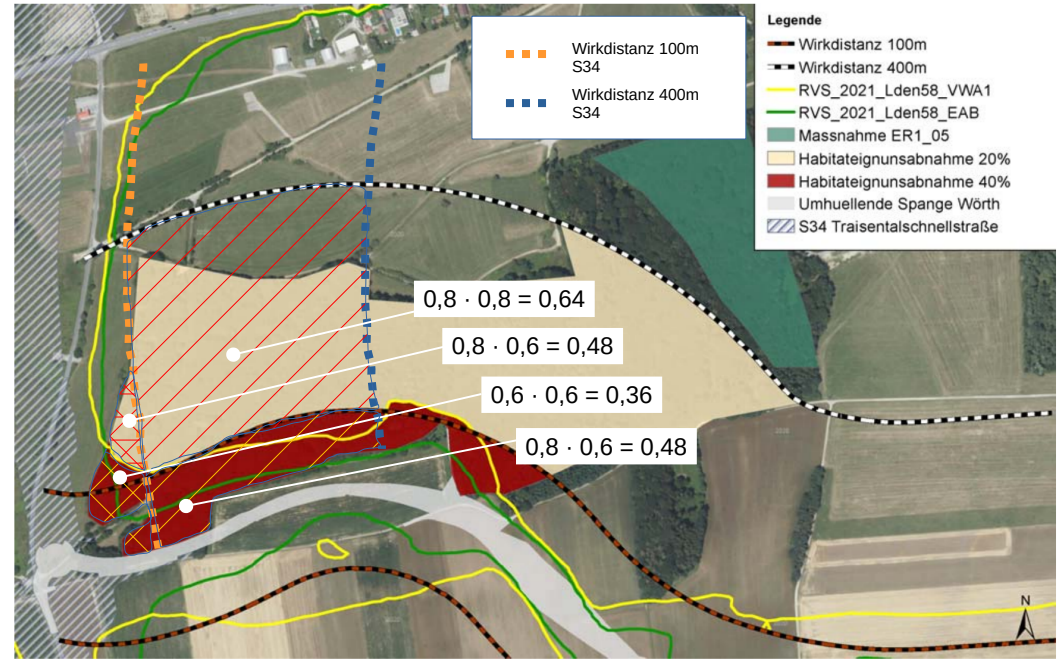 Wirkdistanz 100m
S34
Wirkdistanz 400m
S34
Legende
Wirkdistanz 100m
Wirkdistanz 400m
RVS_2021_Lden58_VWA1
RVS_2021_Lden58_EAB
Massnahme ER1_05
Habitateignunsabnahme 20%
Habitateignunsabnahme 40%
Umhuellende Spange Wörth
S34 Traisentalschnellstraße
0,8 · 0,8 = 0,64
0,8 · 0,6 = 0,48
0,6 · 0,6 = 0,36
0,8 · 0,6 = 0,48
N